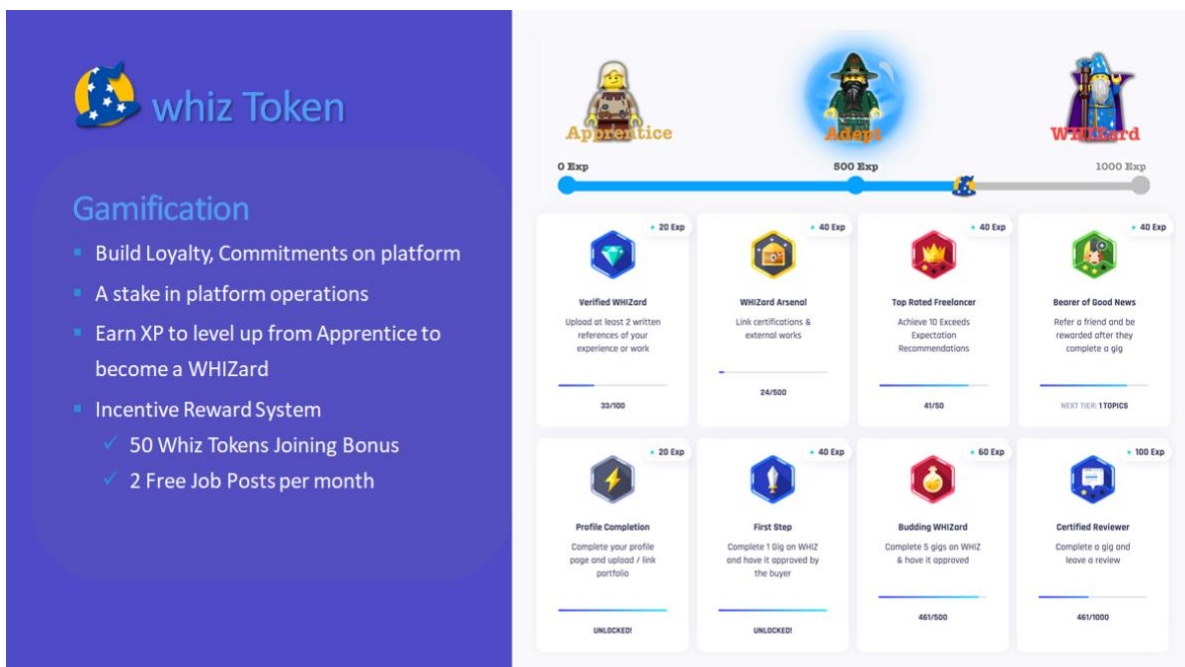 whiz Token
Gamification
Build Loyalty, Commitments on platform
A stake in platform operations
Earn XP to level up from Apprentice to
become a WHIZard
Incentive Reward System
50 Whiz Tokens Joining Bonus
2 Free Job Posts per month
Apprentice
Adept
WHIZard
0 Exp
500 Exp
1000 Exp
+ 20 Exp
Verified WHIZard
Upload at least 2 written
references of your
experience or work
33/100
+ 40 Exp
WHIZard Arsenal
Link certifications &
external works
24/500
+ 40 Exp
Top Rated Freelancer
Achieve 10 Exceeds
Expectation
Recommendations
41/50
+ 40 Exp
Bearer of Good News
Refer a friend and be
rewarded after they
complete a gig
NEXT TIER: 1 TOPICS
+ 20 Exp
Profile Completion
Complete your profile
page and upload / link
portfolio
UNLOCKED!
+ 40 Exp
First Step
Complete 1 Gig on WHIZ
and have it approved by
the buyer
UNLOCKED!
+ 60 Exp
Budding WHIZard
Complete 5 gigs on WHIZ
& have it approved
461/500
+ 100 Exp
Certified Reviewer
Complete a gig and
leave a review
461/1000